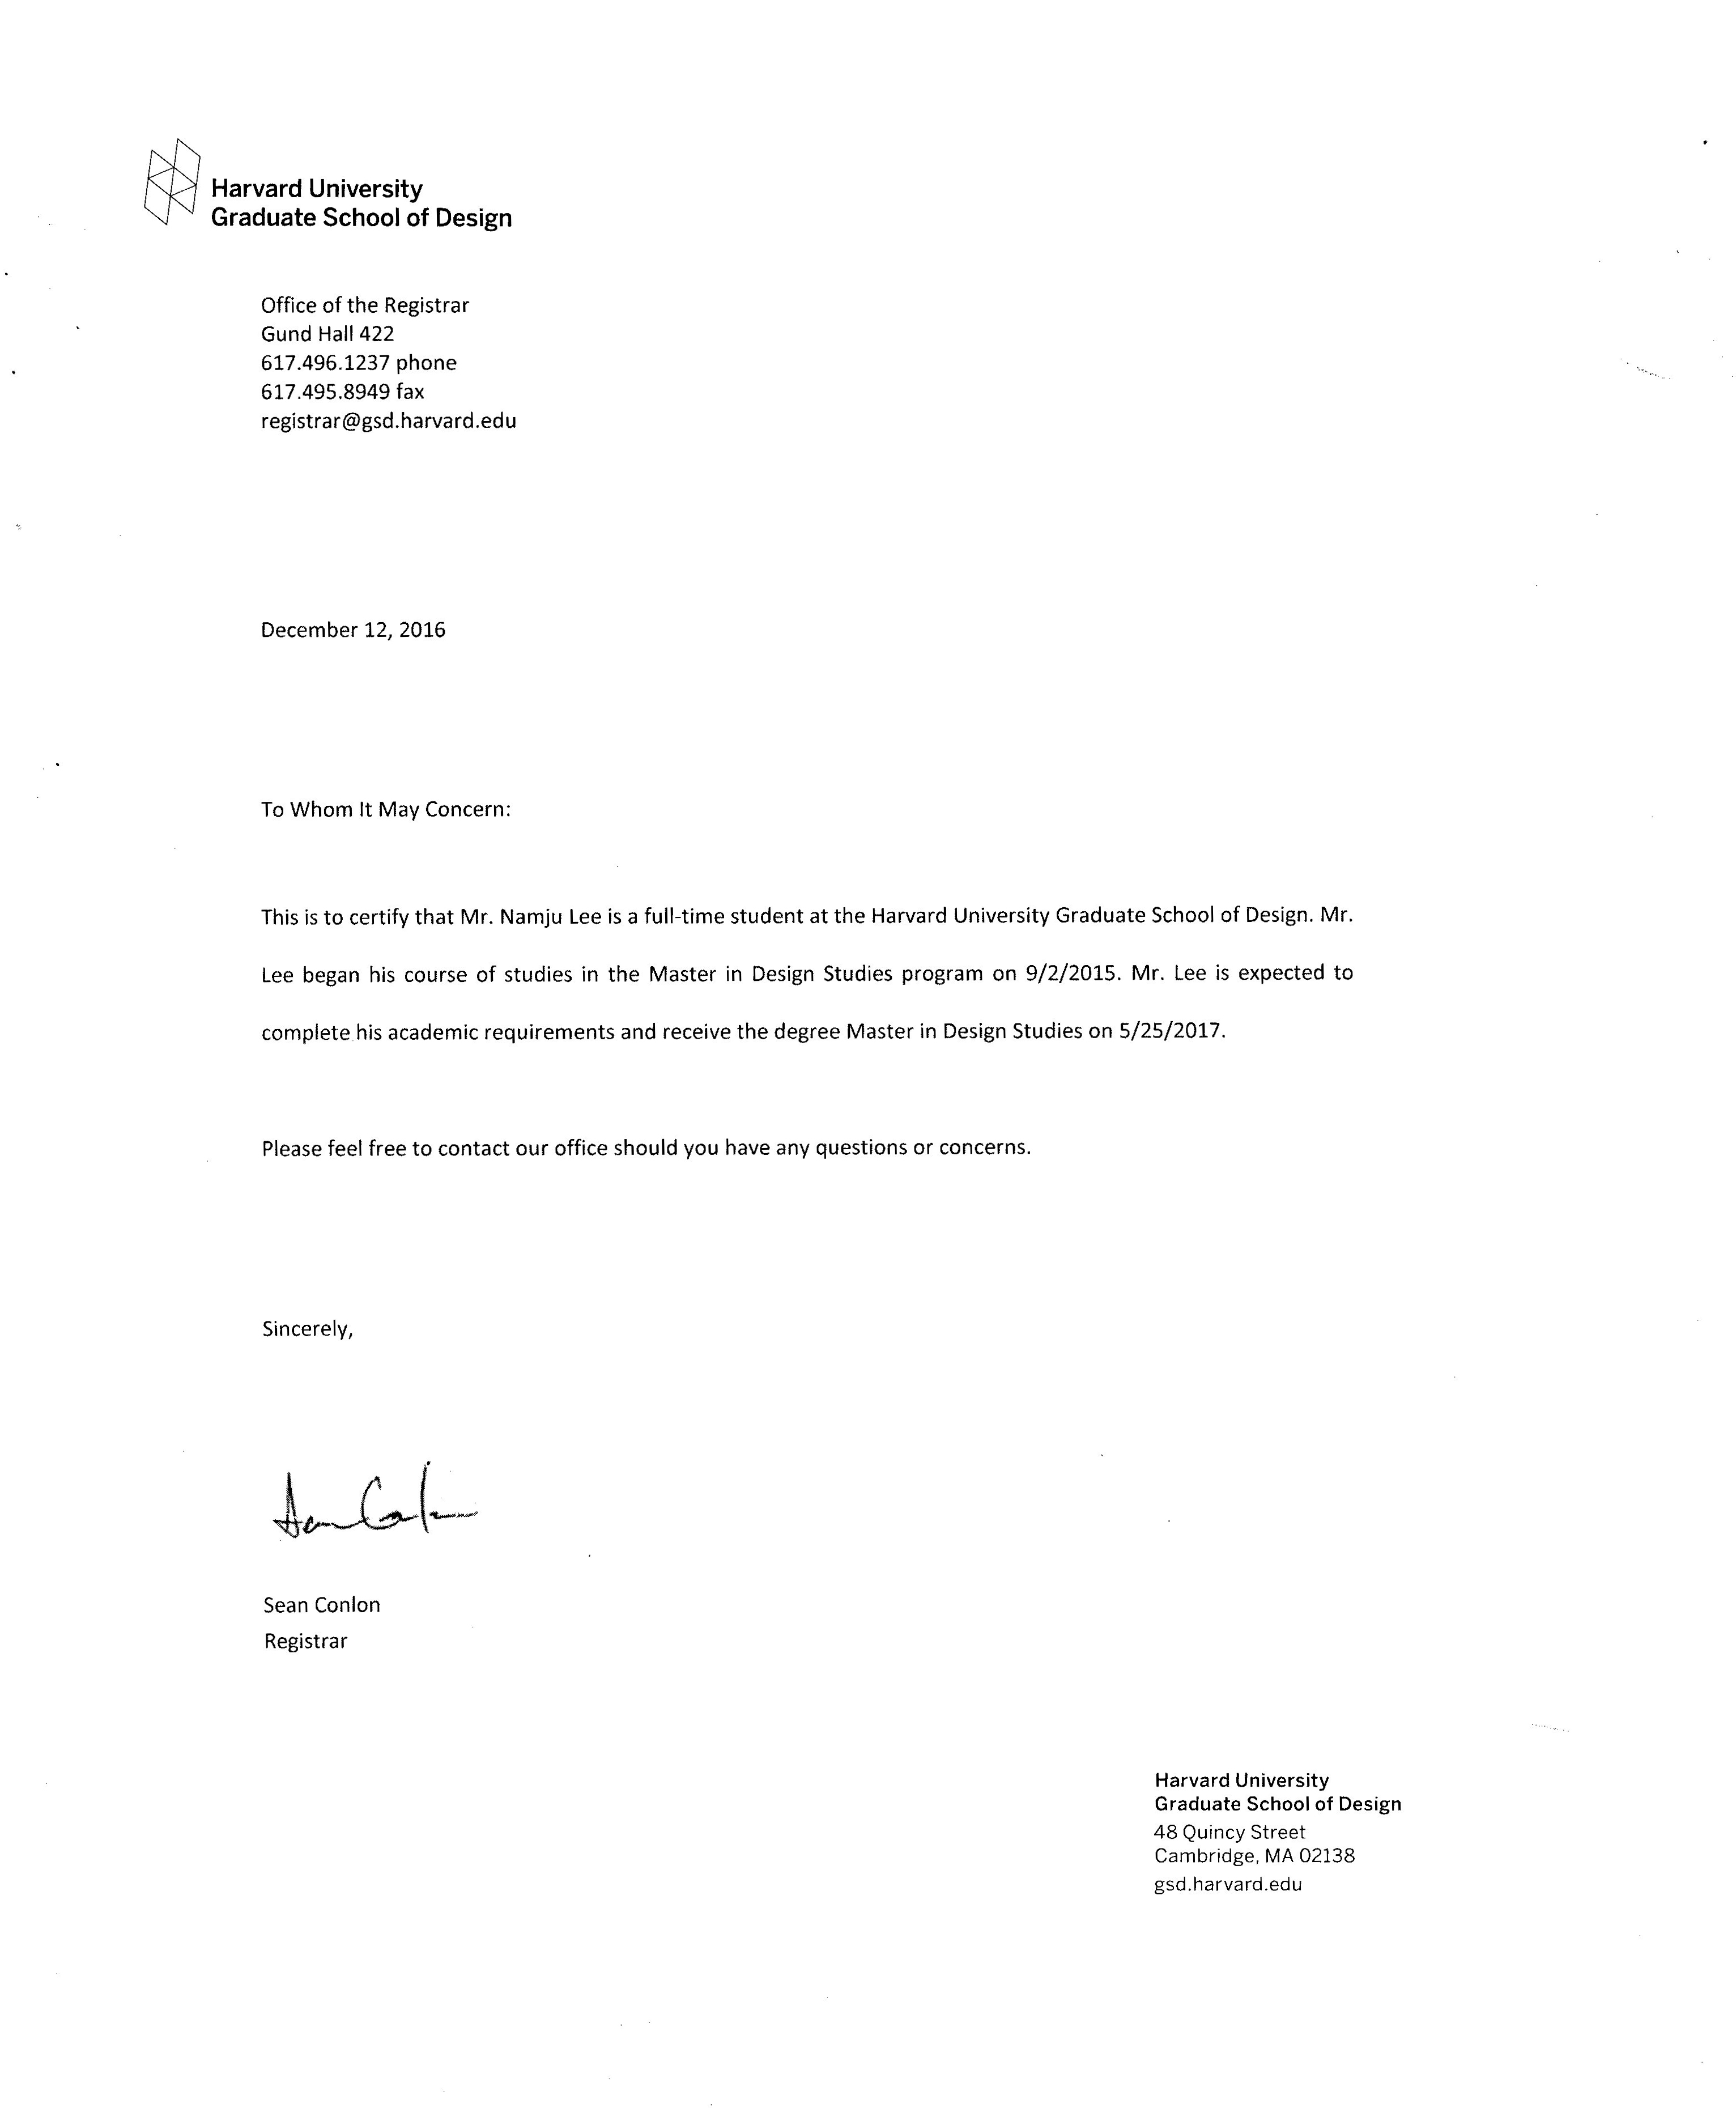 Harvard University
Graduate School of Design
Office of the Registrar
Gund Hall 422
617.496.1237 phone
617.495.8949 fax
registrar@gsd.harvard.edu
December 12, 2016
To Whom It May Concern:
This is to certify that Mr. Namju Lee is a full-time student at the Harvard University Graduate School of Design. Mr.
Lee began his course of studies in the Master in Design Studies program on 9/2/2015. Mr. Lee is expected to
complete his academic requirements and receive the degree Master in Design Studies on 5/25/2017.
Please feel free to contact our office should you have any questions or concerns.
Sincerely,
Sean Conlon
Sean Conlon
Registrar
Harvard University
Graduate School of Design
48 Quincy Street
Cambridge, MA 02138
gsd.harvard.edu